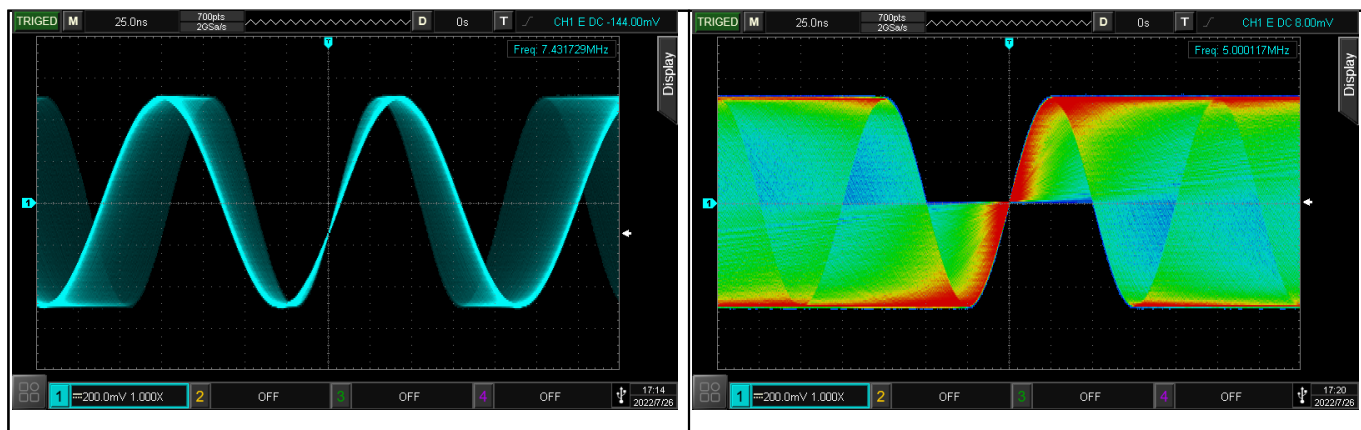 TRIGED M 25.0ns 700pts 2GSa/s D 0s T CH1 E DC -144.00mV
Freq: 7.431729MHz
T
Display
1
1 200.0mV 1.000X 2 OFF 3 OFF 4 OFF 17:14 2022/7/26
TRIGED M 25.0ns 700pts 2GSa/s D 0s T CH1 E DC 8.00mV
Freq: 5.000117MHz
T
Display
1
1 200.0mV 1.000X 2 OFF 3 OFF 4 OFF 17:20 2022/7/26